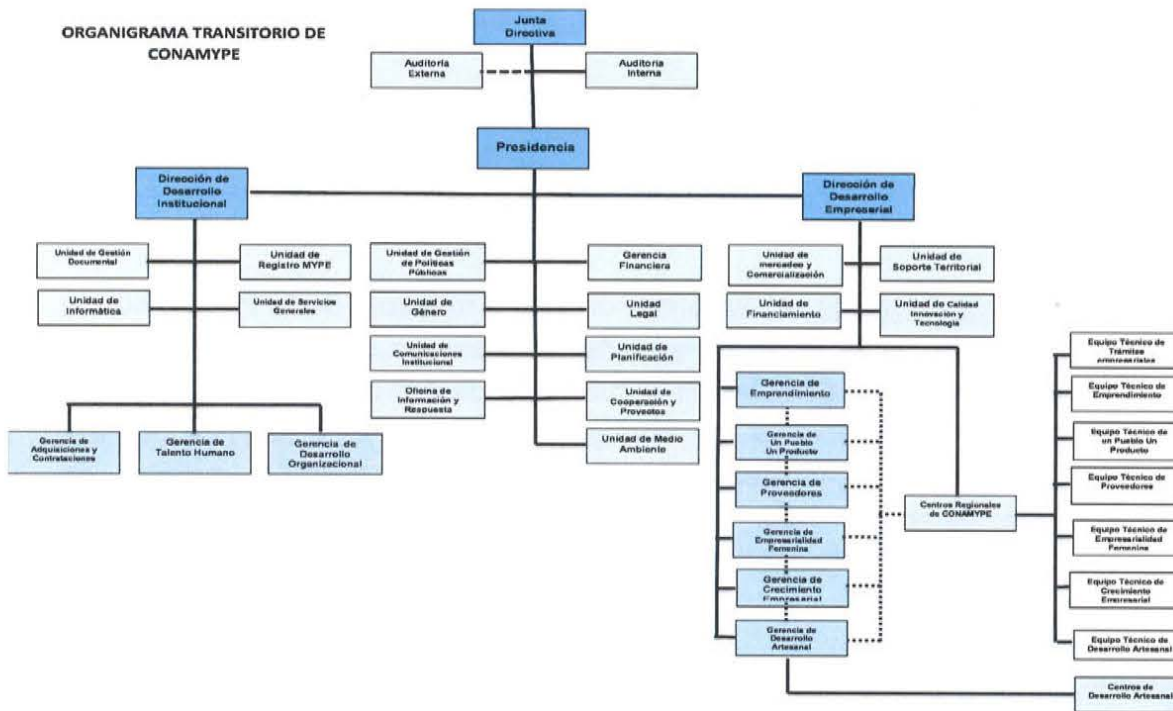 ORGANIGRAMA TRANSITORIO DE
CONAMYPE
Junta
Directiva
Auditoría
Externa
Auditoría
Interna
Presidencia
Dirección de
Desarrollo
Institucional
Dirección de
Desarrollo
Empresarial
Unidad de Gestión
Documental
Unidad de
Registro MYPE
Unidad de
Informática
Unidad de Servicios
Generales
Gerencia de
Adquisiciones y
Contrataciones
Gerencia de
Talento Humano
Gerencia de
Desarrollo
Organizacional
Unidad de Gestión
de Políticas
Públicas
Gerencia
Financiera
Unidad de
Género
Unidad
Legal
Unidad de
Comunicaciones
Institucional
Unidad de
Planificación
Oficina de
Información y
Respuesta
Unidad de
Cooperación y
Proyectos
Unidad de Medio
Ambiente
Unidad de
mercadeo y
Comercialización
Unidad de
Soporte Territorial
Unidad de
Financiamiento
Unidad de Calidad
Innovación y
Tecnología
Gerencia de
Emprendimiento
Gerencia de
Un Pueblo
Un Producto
Gerencia de
Proveedores
Gerencia de
Empresarialidad
Femenina
Gerencia de
Crecimiento
Empresarial
Gerencia de
Desarrollo
Artesanal
Centros Regionales
de CONAMYPE
Equipo Técnico de
Trámites
empresariales
Equipo Técnico de
Emprendimiento
Equipo Técnico de
un Pueblo Un
Producto
Equipo Técnico de
Proveedores
Equipo Técnico de
Empresarialidad
Femenina
Equipo Técnico de
Crecimiento
Empresarial
Equipo Técnico de
Desarrollo Artesanal
Centros de
Desarrollo Artesanal